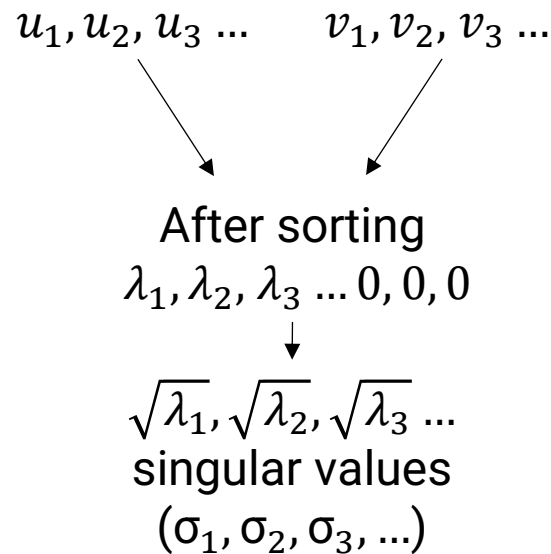 u₁, u₂, u₃ ... v₁, v₂, v₃ ...
After sorting
λ₁, λ₂, λ₃ ... 0, 0, 0
√λ₁, √λ₂, √λ₃ ...
singular values
(σ₁, σ₂, σ₃, ...)